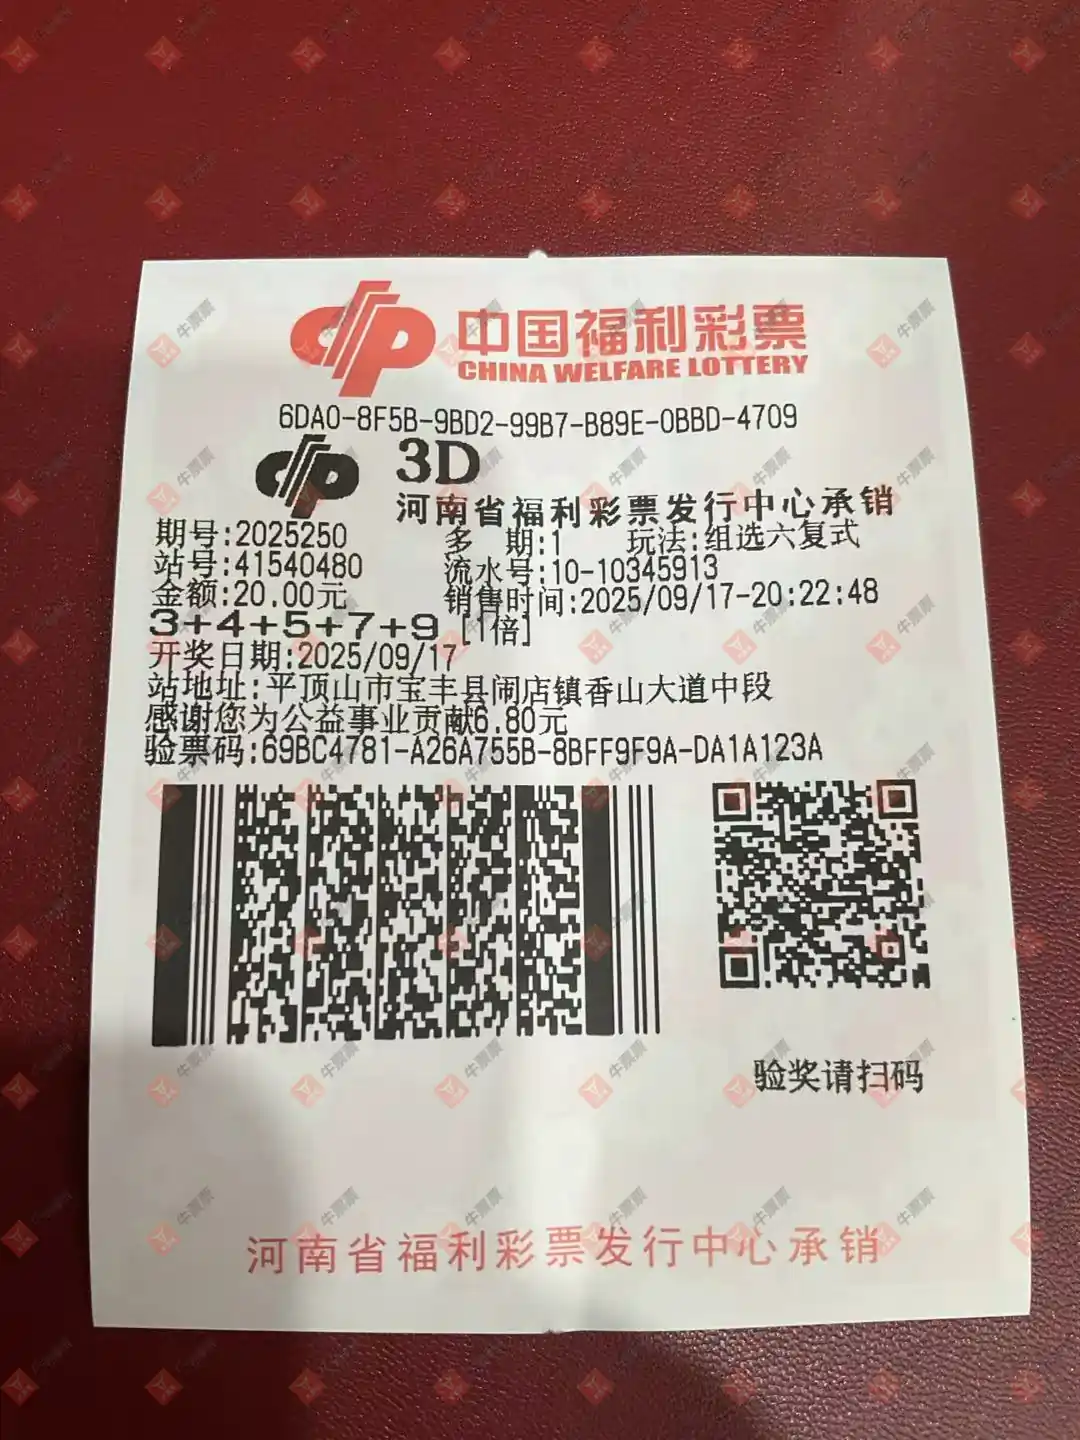 中国福利彩票
CHINA WELFARE LOTTERY
6DA0-8F5B-9BD2-99B7-B89E-0BBD-4709
3D
河南省福利彩票发行中心承销
期号:2025250 多 期:1 玩法:组选六复式
站号:41540480 流水号:10-10345913
金额:20.00元 销售时间:2025/09/17-20:22:48
3+4+5+7+9 [1倍]
开奖日期:2025/09/17
站地址:平顶山市宝丰县闹店镇香山大道中段
感谢您为公益事业贡献6.80元
验票码:69BC4781-A26A755B-8BFF9F9A-DA1A123A
验奖请扫码
河南省福利彩票发行中心承销
牛票票